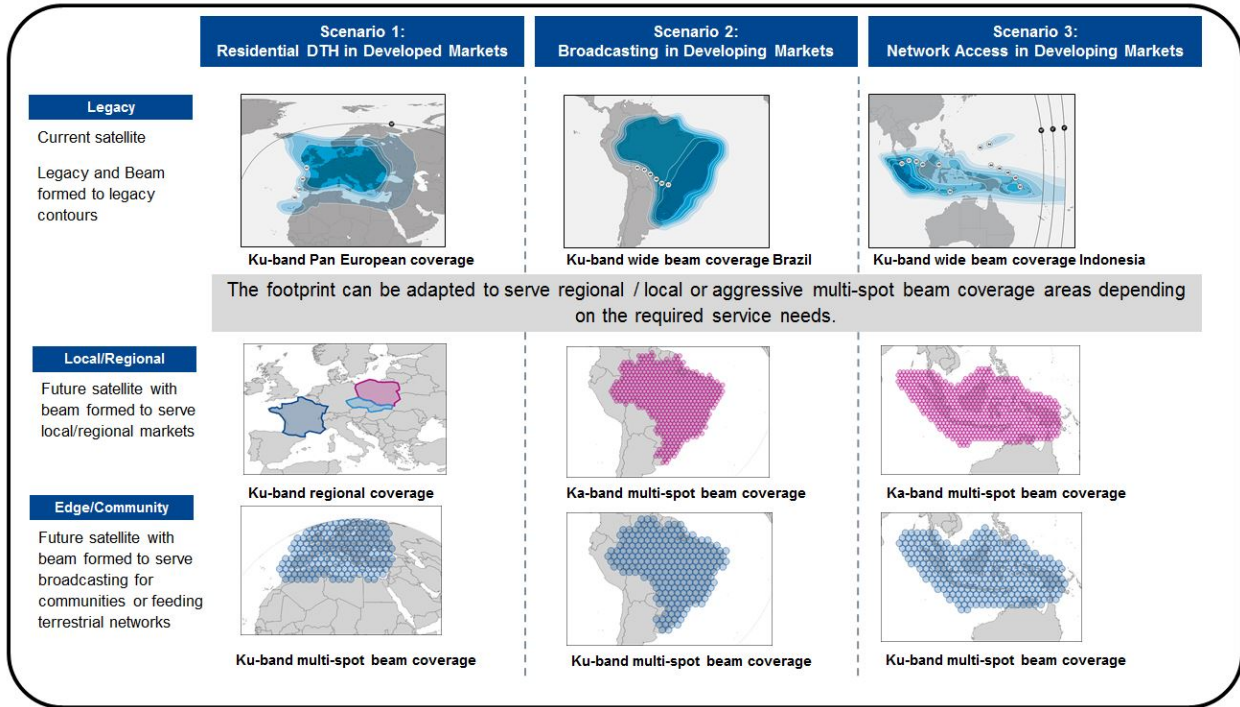 Scenario 1:
Residential DTH in Developed Markets
Scenario 2:
Broadcasting in Developing Markets
Scenario 3:
Network Access in Developing Markets
Legacy
Current satellite
Legacy and Beam
formed to legacy
contours
Ku-band Pan European coverage
Ku-band wide beam coverage Brazil
Ku-band wide beam coverage Indonesia
The footprint can be adapted to serve regional / local or aggressive multi-spot beam coverage areas depending
on the required service needs.
Local/Regional
Future satellite with
beam formed to serve
local/regional markets
Ku-band regional coverage
Ka-band multi-spot beam coverage
Ka-band multi-spot beam coverage
Edge/Community
Future satellite with
beam formed to serve
broadcasting for
communities or feeding
terrestrial networks
Ku-band multi-spot beam coverage
Ku-band multi-spot beam coverage
Ku-band multi-spot beam coverage